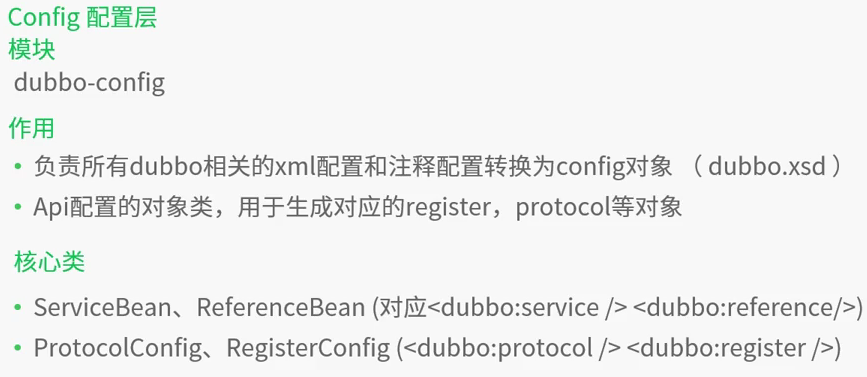 Config 配置层
模块
dubbo-config
作用
• 负责所有dubbo相关的xml配置和注释配置转换为config对象 （ dubbo.xsd ）
• Api配置的对象类，用于生成对应的register，protocol等对象
核心类
• ServiceBean、ReferenceBean (对应<dubbo:service /> <dubbo:reference/>)
• ProtocolConfig、RegisterConfig (<dubbo:protocol /> <dubbo:register />)